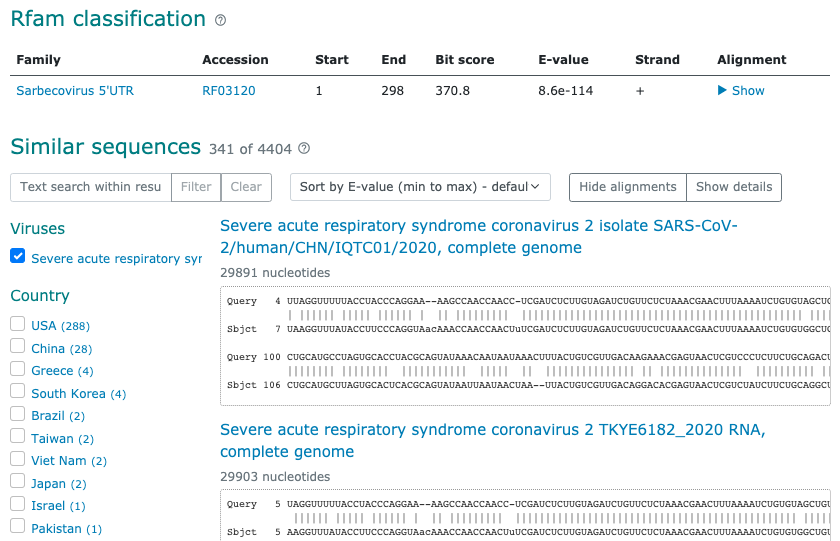 Rfam classification
Family Accession Start End Bit score E-value Strand Alignment
Sarbecovirus 5'UTR RF03120 1 298 370.8 8.6e-114 + Show
Similar sequences 341 of 4404
Text search within resu Filter Clear Sort by E-value (min to max) - defaul Hide alignments Show details
Viruses
Severe acute respiratory syr
Country
USA (288)
China (28)
Greece (4)
South Korea (4)
Brazil (2)
Taiwan (2)
Viet Nam (2)
Japan (2)
Israel (1)
Pakistan (1)
Severe acute respiratory syndrome coronavirus 2 isolate SARS-CoV-
2/human/CHN/IQTC01/2020, complete genome
29891 nucleotides
Query 4 UUAGGUUUUUACCUACCCAGGAA--AAGCCAACCAACC-UCGAUCUCUUGUAGAUCUGUUCUCUAAACGAACUUUAAAAUCUGUGUAGCUG
Sbjct 7 UUAAGGUUUAUACCUUCCCAGGUAacAAACCAACCAACUuUCGAUCUCUUGUAGAUCUGUUCUCUAAACGAACUUUAAAAUCUGUGUGGCUG
Query 100 CUGCAUGCCUAGUGCACCUACGCAGUAUAAACAAUAAUAAACUUUACUGUCGUUGACAAGAAACGAGUAACUCGUCCCUCUUCUGCAGACU
Sbjct 106 CUGCAUGCUUAGUGCACUCACGCAGUAUAAUUAAUAACUAA--UUACUGUCGUUGACAGGACACGAGUAACUCGUCUAUCUUCUGCAGGCU
Severe acute respiratory syndrome coronavirus 2 TKYE6182_2020 RNA,
complete genome
29903 nucleotides
Query 5 UAGGUUUUUACCUACCCAGGAA--AAGCCAACCAACC-UCGAUCUCUUGUAGAUCUGUUCUCUAAACGAACUUUAAAAUCUGUGUAGCUGU
Sbjct 5 AAGGUUUAUACCUUCCCAGGUAacAAACCAACCAACUuUCGAUCUCUUGUAGAUCUGUUCUCUAAACGAACUUUAAAAUCUGUGUGGCUGU